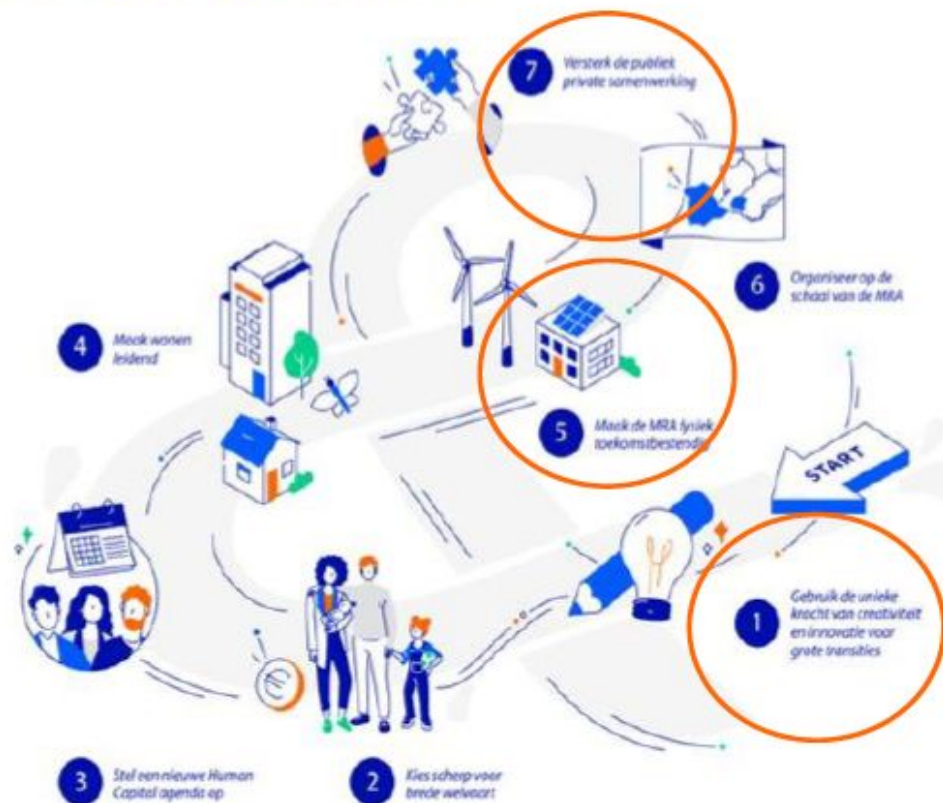 7
Versterk de publiek
private samenwerking
6
Organiseer op de
schaal van de MRA
4
Maak wonen
leidend
5
Maak de MRA fysiek
toekomstbestendig
START
1
Gebruik de unieke
kracht van creativiteit
en innovatie voor
grote transities
€
3
Stel een nieuwe Human
Capital agenda op
2
Kies scherp voor
brede welvaart